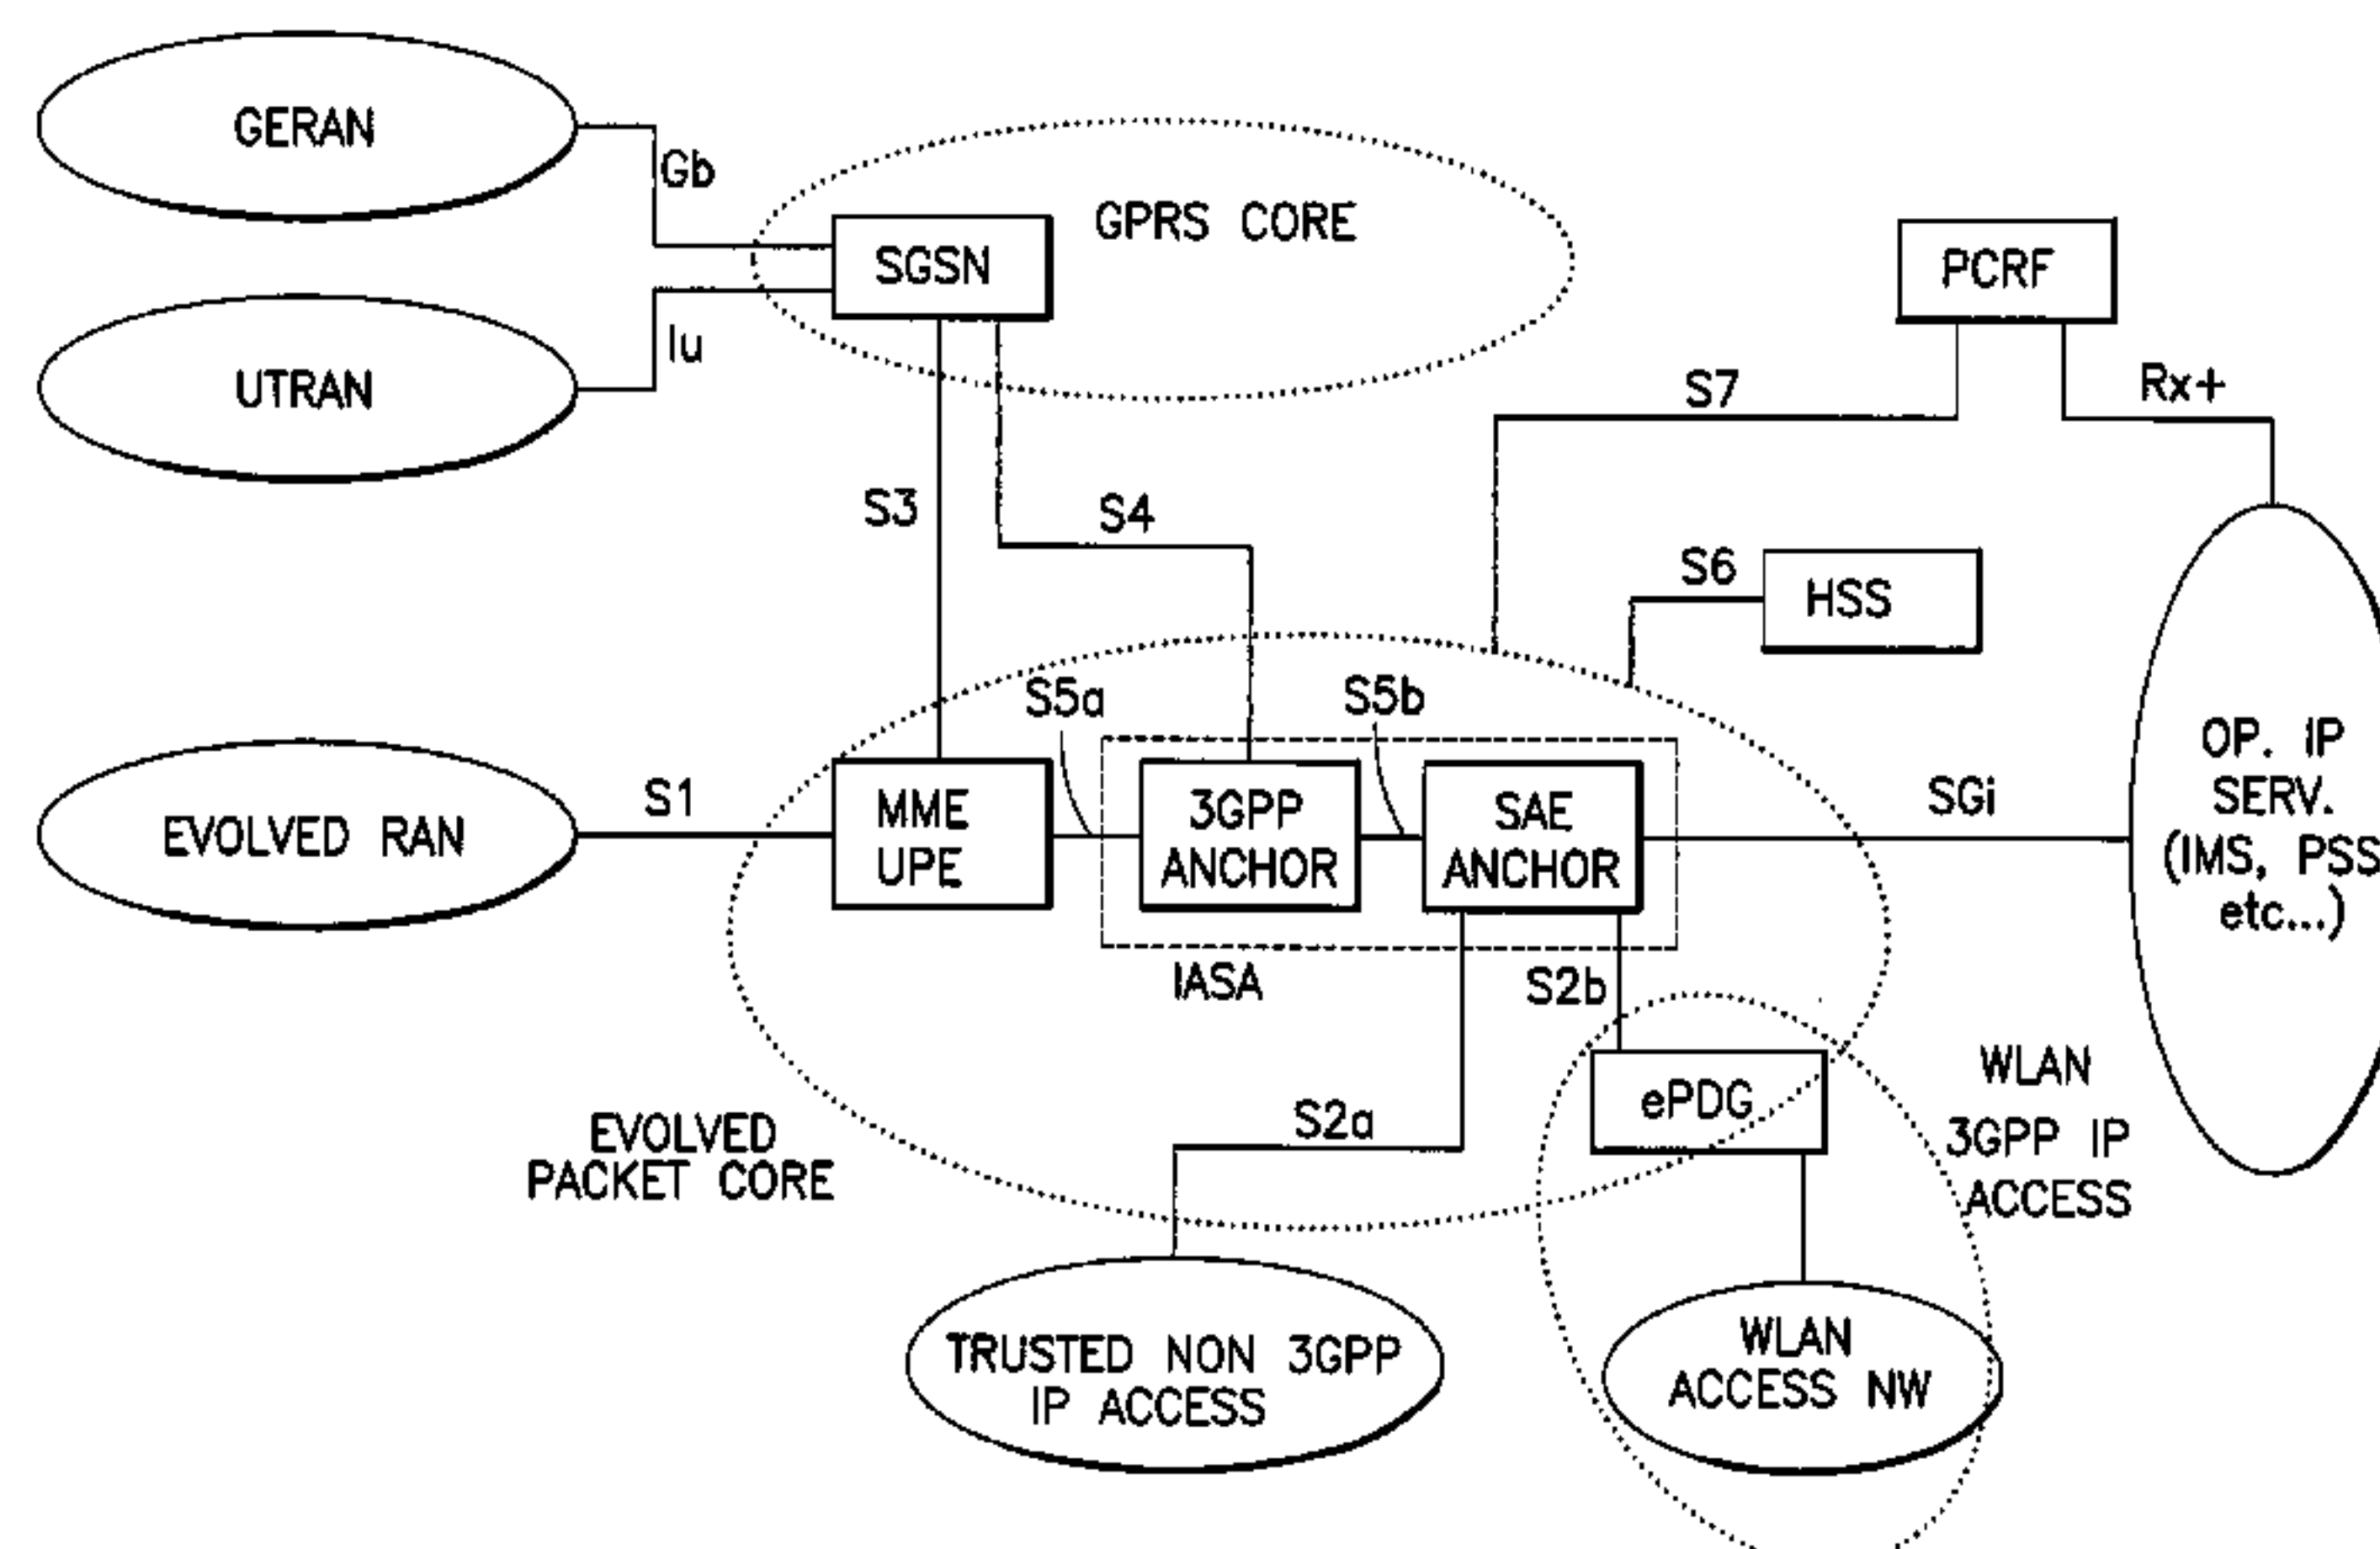 GERAN
Gb
GPRS CORE
SGSN
PCRF
UTRAN
Iu
S7
Rx+
S3
S4
S6
HSS
S5a
S5b
EVOLVED RAN
S1
MME
UPE
3GPP
ANCHOR
SAE
ANCHOR
SGi
OP. IP
SERV.
(IMS, PSS
etc...)
IASA
S2b
ePDG
WLAN
3GPP IP
ACCESS
EVOLVED
PACKET CORE
S2a
TRUSTED NON 3GPP
IP ACCESS
WLAN
ACCESS NW